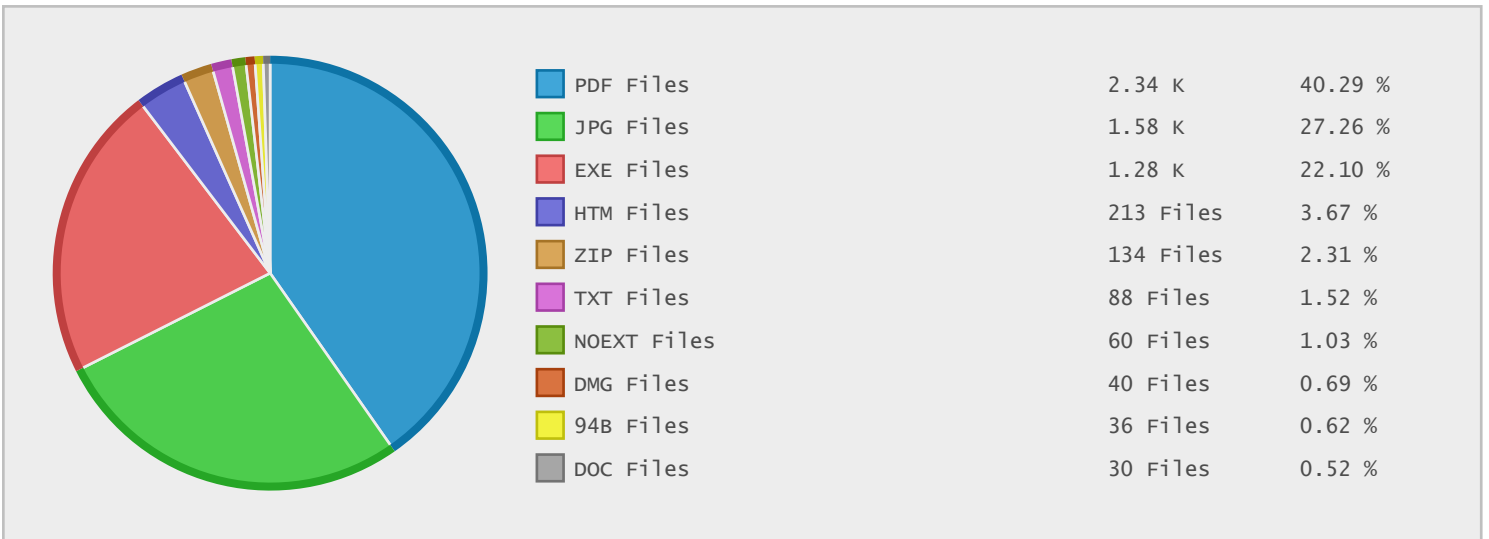 PDF Files 2.34 K 40.29 %
JPG Files 1.58 K 27.26 %
EXE Files 1.28 K 22.10 %
HTM Files 213 Files 3.67 %
ZIP Files 134 Files 2.31 %
TXT Files 88 Files 1.52 %
NOEXT Files 60 Files 1.03 %
DMG Files 40 Files 0.69 %
94B Files 36 Files 0.62 %
DOC Files 30 Files 0.52 %